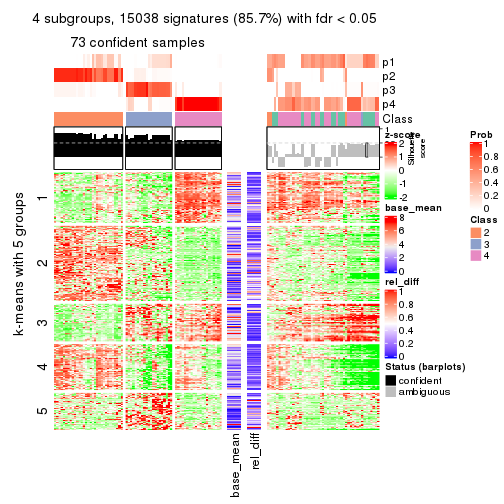 4 subgroups, 15038 signatures (85.7%) with fdr < 0.05
73 confident samples
p1
p2
p3
p4
Class
1
Silhouette
score
k-means with 5 groups
1
2
3
4
5
base_mean
rel_diff
z-score
2
1
0
-1
-2
base_mean
8
6
4
2
0
rel_diff
1
0.8
0.6
0.4
0.2
0
Status (barplots)
confident
ambiguous
Prob
1
0.8
0.6
0.4
0.2
0
Class
2
3
4